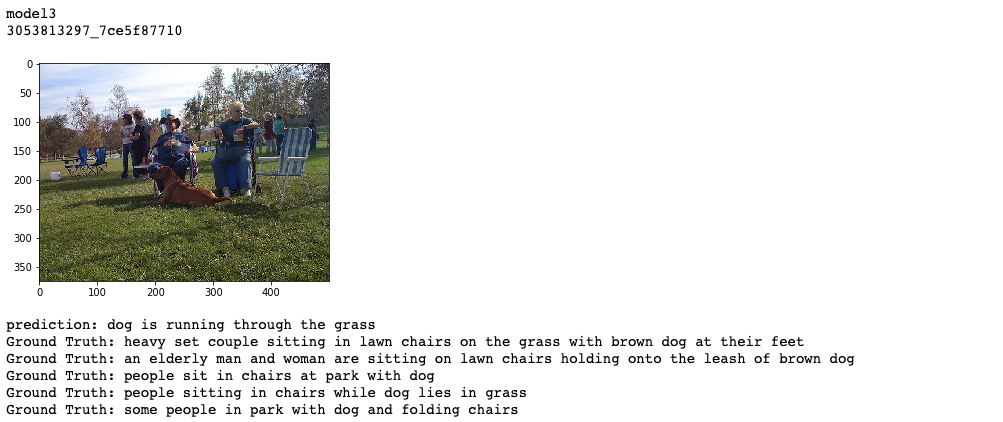 model3
3053813297_7ce5f87710
0
50
100
150
200
250
300
350
0 100 200 300 400
prediction: dog is running through the grass
Ground Truth: heavy set couple sitting in lawn chairs on the grass with brown dog at their feet
Ground Truth: an elderly man and woman are sitting on lawn chairs holding onto the leash of brown dog
Ground Truth: people sit in chairs at park with dog
Ground Truth: people sitting in chairs while dog lies in grass
Ground Truth: some people in park with dog and folding chairs